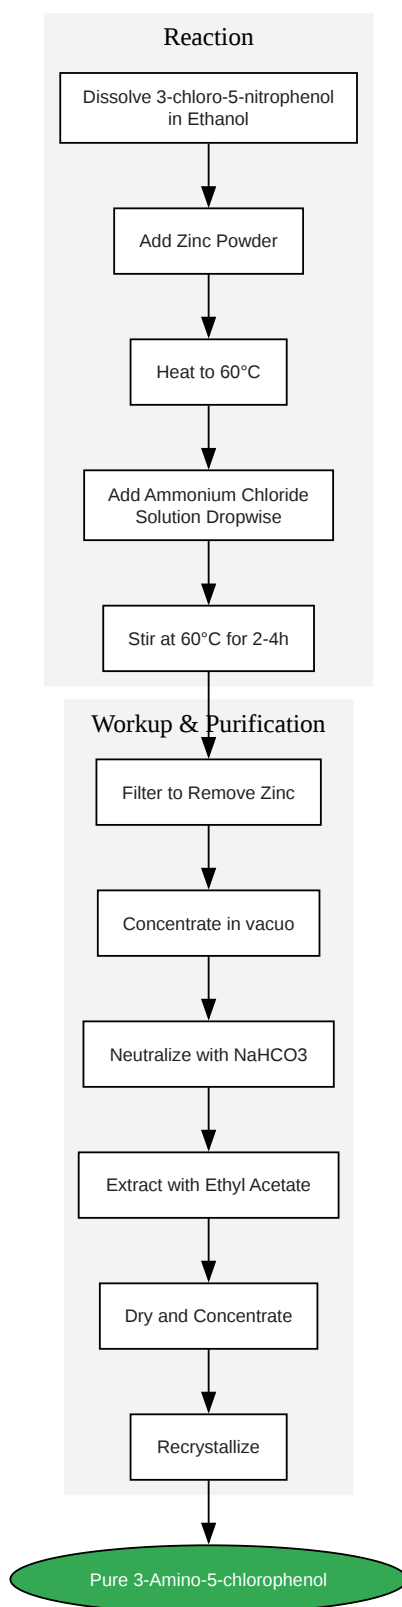 Reaction
Dissolve 3-chloro-5-nitrophenol
in Ethanol
Add Zinc Powder
Heat to 60°C
Add Ammonium Chloride
Solution Dropwise
Stir at 60°C for 2-4h
Workup & Purification
Filter to Remove Zinc
Concentrate in vacuo
Neutralize with NaHCO3
Extract with Ethyl Acetate
Dry and Concentrate
Recrystallize
Pure 3-Amino-5-chlorophenol